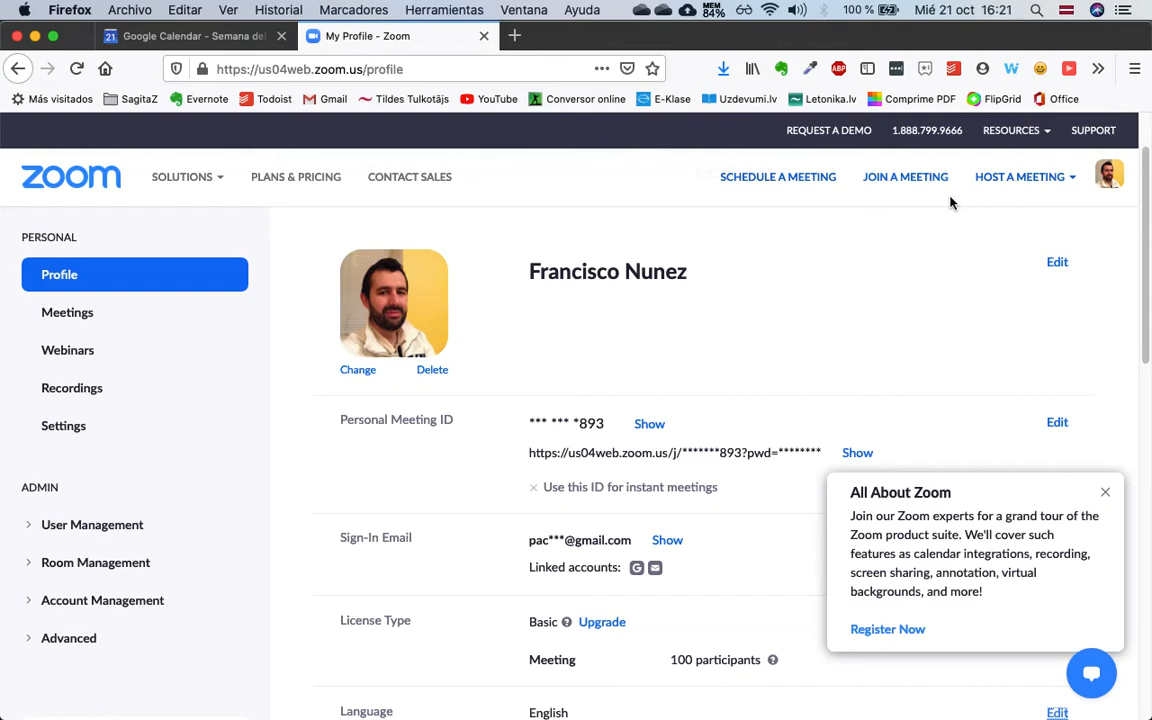 Firefox Archivo Editar Ver Historial Marcadores Herramientas Ventana Ayuda MEM 84% 100 % Mié 21 oct 16:21
21 Google Calendar - Semana del My Profile - Zoom
https://us04web.zoom.us/profile ABP W
Más visitados SagitaZ Evernote Todoist Gmail Tildes Tulkotājs YouTube Conversor online E-Klase Uzdevumi.lv Letonika.lv Comprime PDF FlipGrid Office
REQUEST A DEMO 1.888.799.9666 RESOURCES SUPPORT
zoom SOLUTIONS PLANS & PRICING CONTACT SALES SCHEDULE A MEETING JOIN A MEETING HOST A MEETING
PERSONAL
Profile
Meetings
Webinars
Recordings
Settings
ADMIN
User Management
Room Management
Account Management
Advanced
Francisco Nunez Edit
Change Delete
Personal Meeting ID *** *** *893 Show Edit
https://us04web.zoom.us/j/*******893?pwd=******** Show
× Use this ID for instant meetings
Sign-In Email pac***@gmail.com Show
Linked accounts: G
License Type Basic ? Upgrade
Meeting 100 participants ?
Language English Edit
All About Zoom ×
Join our Zoom experts for a grand tour of the
Zoom product suite. We'll cover such
features as calendar integrations, recording,
screen sharing, annotation, virtual
backgrounds, and more!
Register Now